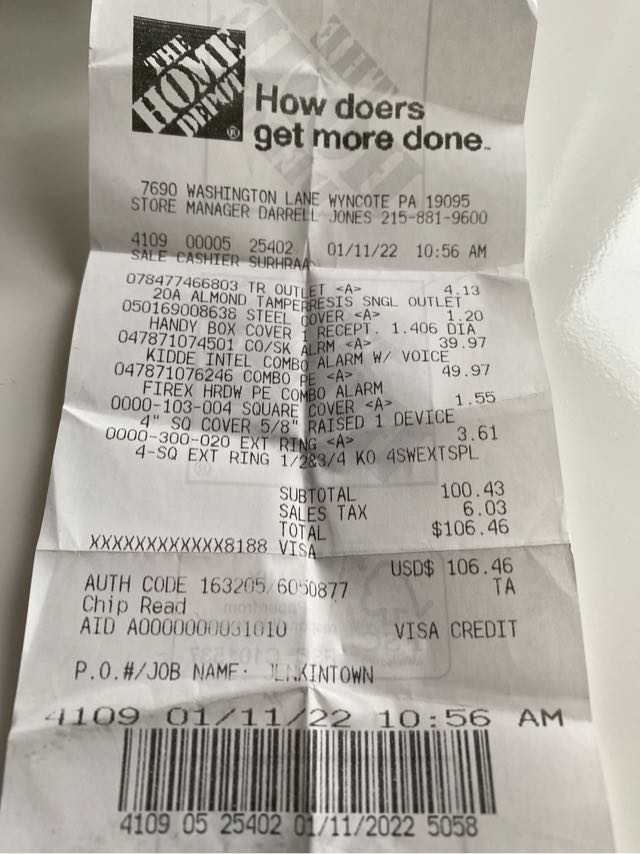 THE
HOME
DEPOT
®
How doers
get more done™
7690 WASHINGTON LANE WYNCOTE PA 19095
STORE MANAGER DARRELL JONES 215-881-9600
4109 00005 25402 01/11/22 10:56 AM
SALE CASHIER SURHRAA
078477466803 TR OUTLET <A> 4.13
20A ALMOND TAMPERRESIS SNGL OUTLET
050169008638 STEEL COVER <A> 1.20
HANDY BOX COVER 1 RECEPT. 1.406 DIA
047871074501 CO/SK ALRM <A> 39.97
KIDDE INTEL COMBO ALARM W/ VOICE
047871076246 COMBO PE <A> 49.97
FIREX HRDW PE COMBO ALARM
0000-103-004 SQUARE COVER <A> 1.55
4" SQ COVER 5/8" RAISED 1 DEVICE
0000-300-020 EXT RING <A> 3.61
4-SQ EXT RING 1/2&3/4 KO 4SWEXTSPL
SUBTOTAL 100.43
SALES TAX 6.03
TOTAL $106.46
XXXXXXXXXXXX8188 VISA
USD$ 106.46
AUTH CODE 163205/6050877 TA
Chip Read
AID A0000000031010 VISA CREDIT
P.O.#/JOB NAME: JENKINTOWN
4109 01/11/22 10:56 AM
4109 05 25402 01/11/2022 5058